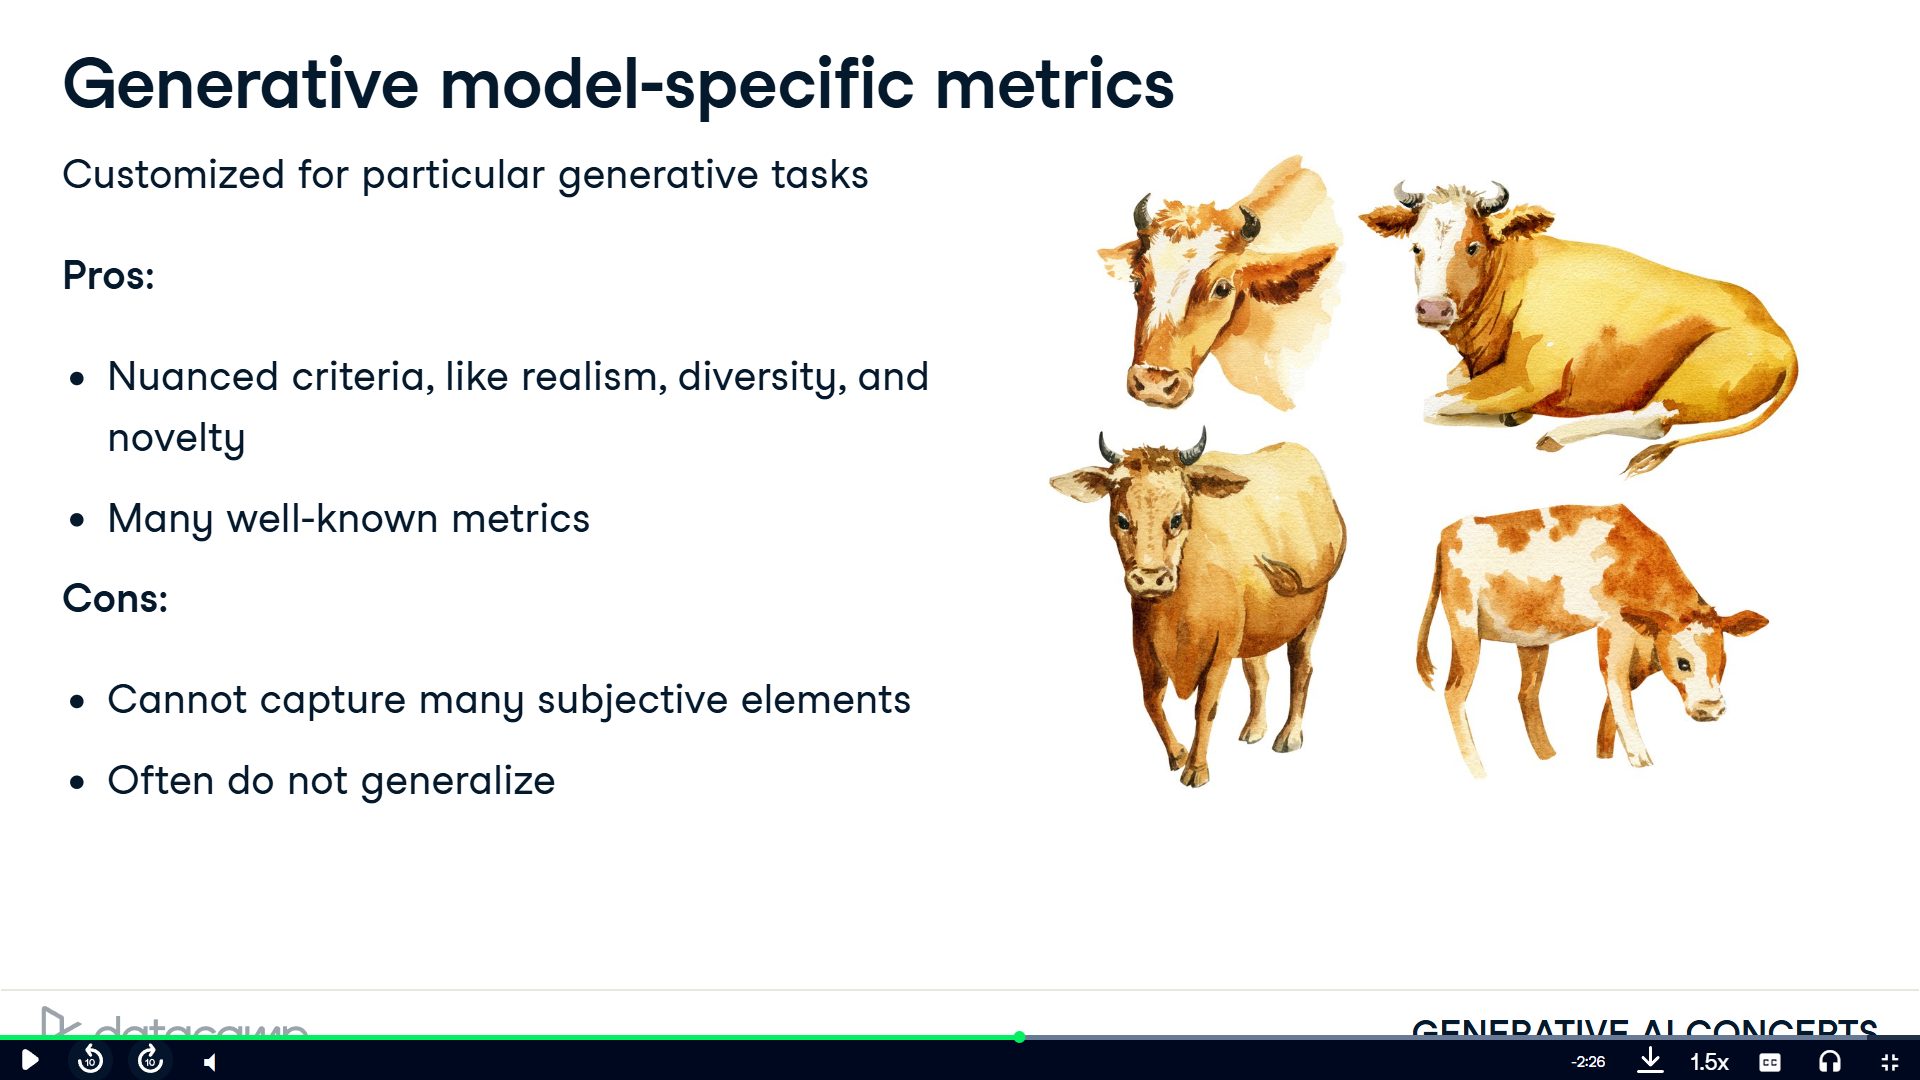 Generative model-specific metrics
Customized for particular generative tasks
Pros:
• Nuanced criteria, like realism, diversity, and
novelty
• Many well-known metrics
Cons:
• Cannot capture many subjective elements
• Often do not generalize
datacamp
GENERATIVE AI CONCEPTS
10
10
-2:26
1.5x
CC